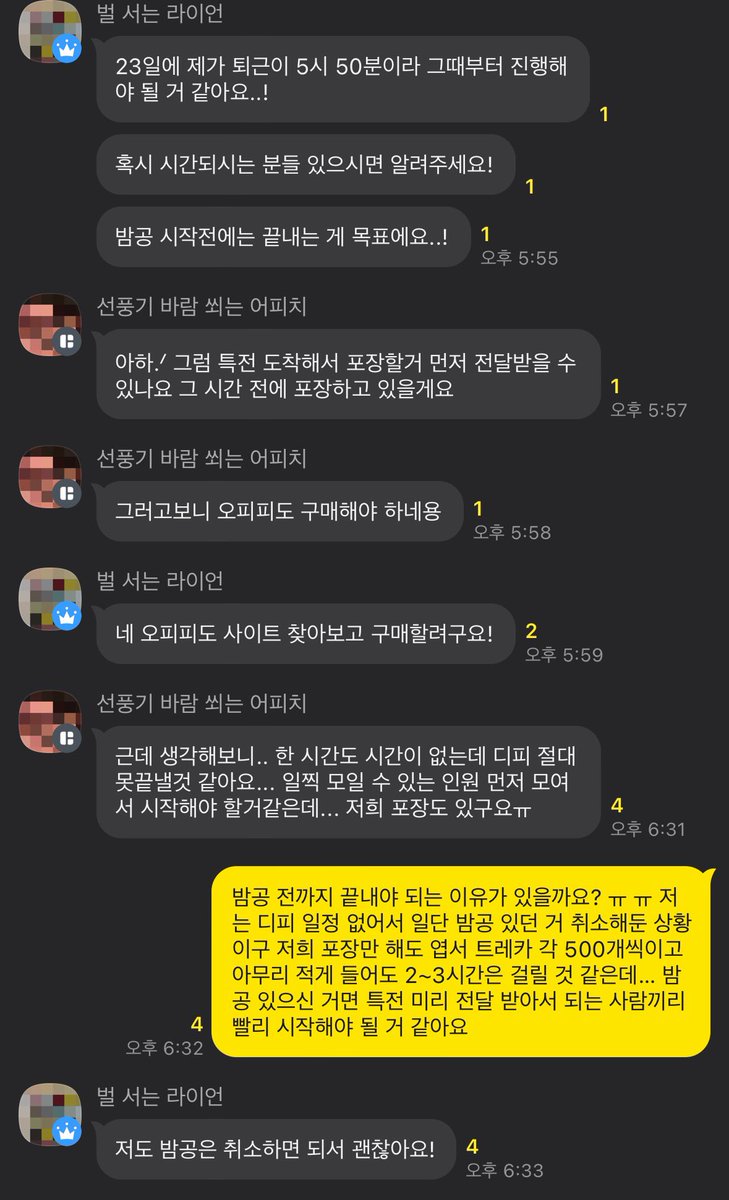 벌 서는 라이언
23일에 제가 퇴근이 5시 50분이라 그때부터 진행해
야 될 거 같아요..!
1
혹시 시간되시는 분들 있으시면 알려주세요!
1
밤공 시작전에는 끝내는 게 목표에요..!
1
오후 5:55
선풍기 바람 쐬는 어피치
아하.ᐟ 그럼 특전 도착해서 포장할거 먼저 전달받을 수
있나요 그 시간 전에 포장하고 있을게요
1
오후 5:57
선풍기 바람 쐬는 어피치
그러고보니 오피피도 구매해야 하네용
1
오후 5:58
벌 서는 라이언
네 오피피도 사이트 찾아보고 구매할려구요!
2
오후 5:59
선풍기 바람 쐬는 어피치
근데 생각해보니.. 한 시간도 시간이 없는데 디피 절대
못끝낼것 같아요... 일찍 모일 수 있는 인원 먼저 모여
서 시작해야 할거같은데... 저희 포장도 있구요ㅠ
4
오후 6:31
밤공 전까지 끝내야 되는 이유가 있을까요? ㅠ ㅠ 저
는 디피 일정 없어서 일단 밤공 있던 거 취소해둔 상황
이구 저희 포장만 해도 엽서 트레카 각 500개씩이고
아무리 적게 들어도 2~3시간은 걸릴 것 같은데... 밤
공 있으신 거면 특전 미리 전달 받아서 되는 사람끼리
빨리 시작해야 될 거 같아요
4
오후 6:32
벌 서는 라이언
저도 밤공은 취소하면 되서 괜찮아요!
4
오후 6:33